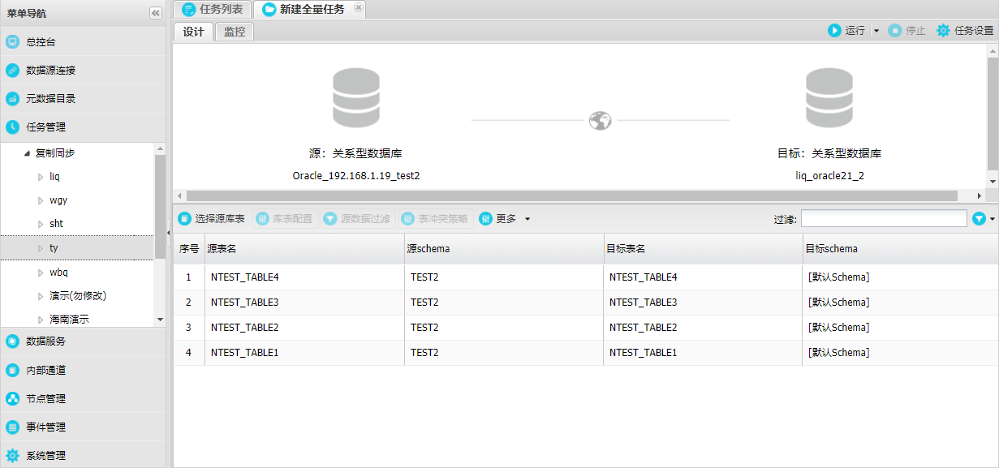 菜单导航
总控台
数据源连接
元数据目录
任务管理
复制同步
liq
wgy
sht
ty
wbq
演示(勿修改)
海南演示
数据服务
内部通道
节点管理
事件管理
系统管理
任务列表 新建全量任务
设计 监控 运行 停止 任务设置
源：关系型数据库 目标：关系型数据库
Oracle_192.168.1.19_test2 liq_oracle21_2
选择源库表 库表配置 源数据过滤 表冲突策略 更多 过滤:
序号 源表名 源schema 目标表名 目标schema
1 NTEST_TABLE4 TEST2 NTEST_TABLE4 [默认Schema]
2 NTEST_TABLE3 TEST2 NTEST_TABLE3 [默认Schema]
3 NTEST_TABLE2 TEST2 NTEST_TABLE2 [默认Schema]
4 NTEST_TABLE1 TEST2 NTEST_TABLE1 [默认Schema]